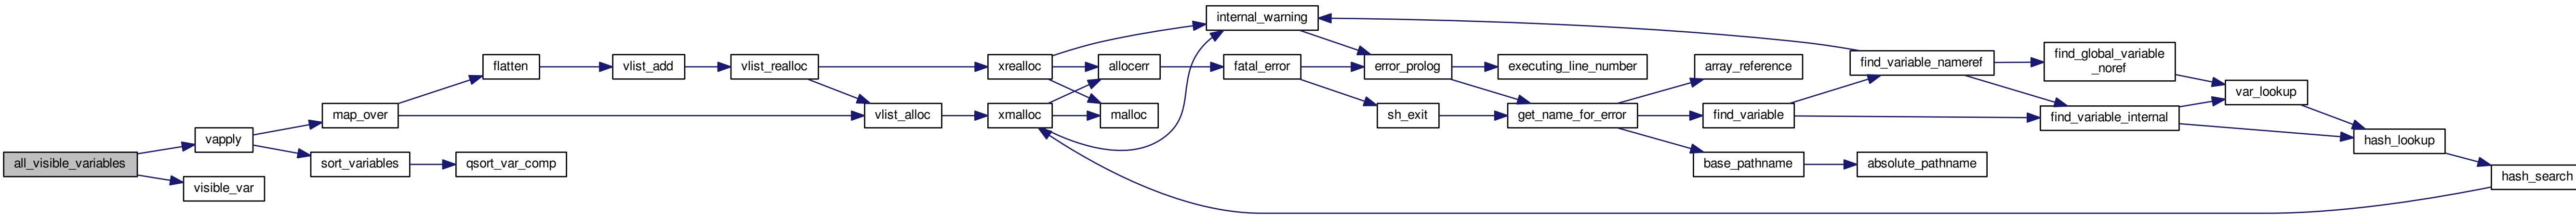 all_visible_variables
vapply
visible_var
map_over
sort_variables
flatten
qsort_var_comp
vlist_add
vlist_realloc
vlist_alloc
xrealloc
xmalloc
allocerr
malloc
internal_warning
fatal_error
error_prolog
sh_exit
executing_line_number
get_name_for_error
array_reference
find_variable
base_pathname
find_variable_nameref
absolute_pathname
find_global_variable
_noref
find_variable_internal
var_lookup
hash_lookup
hash_search